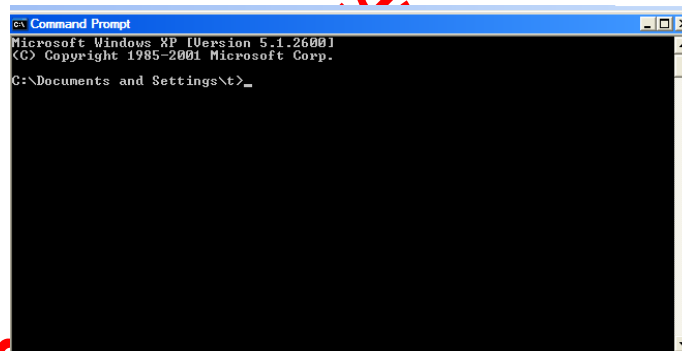 Command Prompt
Microsoft Windows XP [Version 5.1.2600]
(C) Copyright 1985-2001 Microsoft Corp.
C:\Documents and Settings\t>_